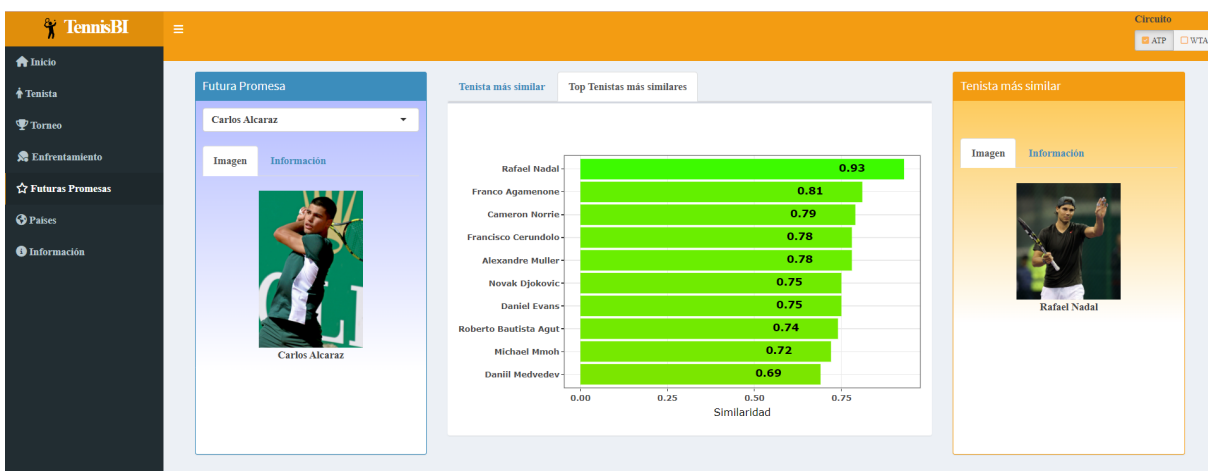 TennisBI
Circuito
ATP
WTA
Inicio
Tenista
Torneo
Enfrentamiento
Futuras Promesas
Países
Información
Futura Promesa
Carlos Alcaraz
Imagen Información
Carlos Alcaraz
Tenista más similar Top Tenistas más similares
Rafael Nadal 0.93
Franco Agamenone 0.81
Cameron Norrie 0.79
Francisco Cerundolo 0.78
Alexandre Muller 0.78
Novak Djokovic 0.75
Daniel Evans 0.75
Roberto Bautista Agut 0.74
Michael Mmoh 0.72
Daniil Medvedev 0.69
0.00 0.25 0.50 0.75
Similaridad
Tenista más similar
Imagen Información
Rafael Nadal